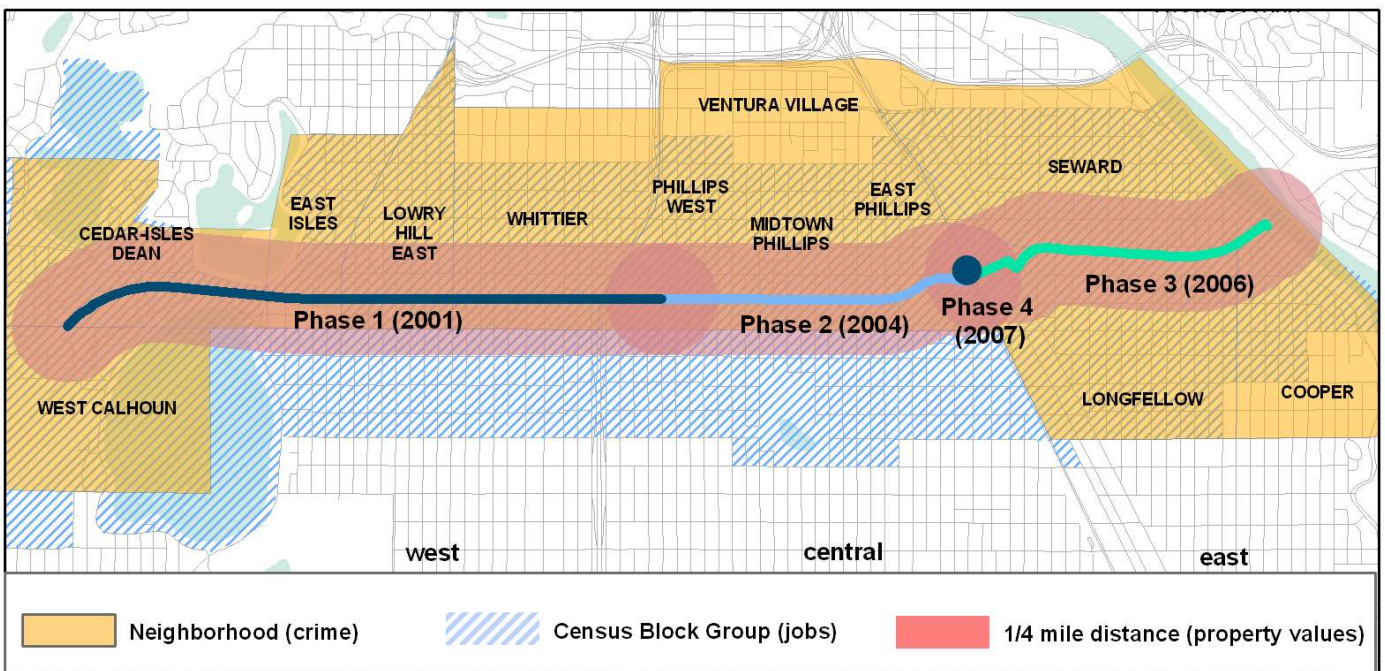 VENTURA VILLAGE
SEWARD
PHILLIPS
WEST
EAST
PHILLIPS
EAST
ISLES
LOWRY
HILL
EAST
WHITTIER
MIDTOWN
PHILLIPS
CEDAR-ISLES
DEAN
Phase 1 (2001)
Phase 2 (2004)
Phase 4
(2007)
Phase 3 (2006)
WEST CALHOUN
LONGFELLOW
COOPER
west
central
east
Neighborhood (crime)
Census Block Group (jobs)
1/4 mile distance (property values)